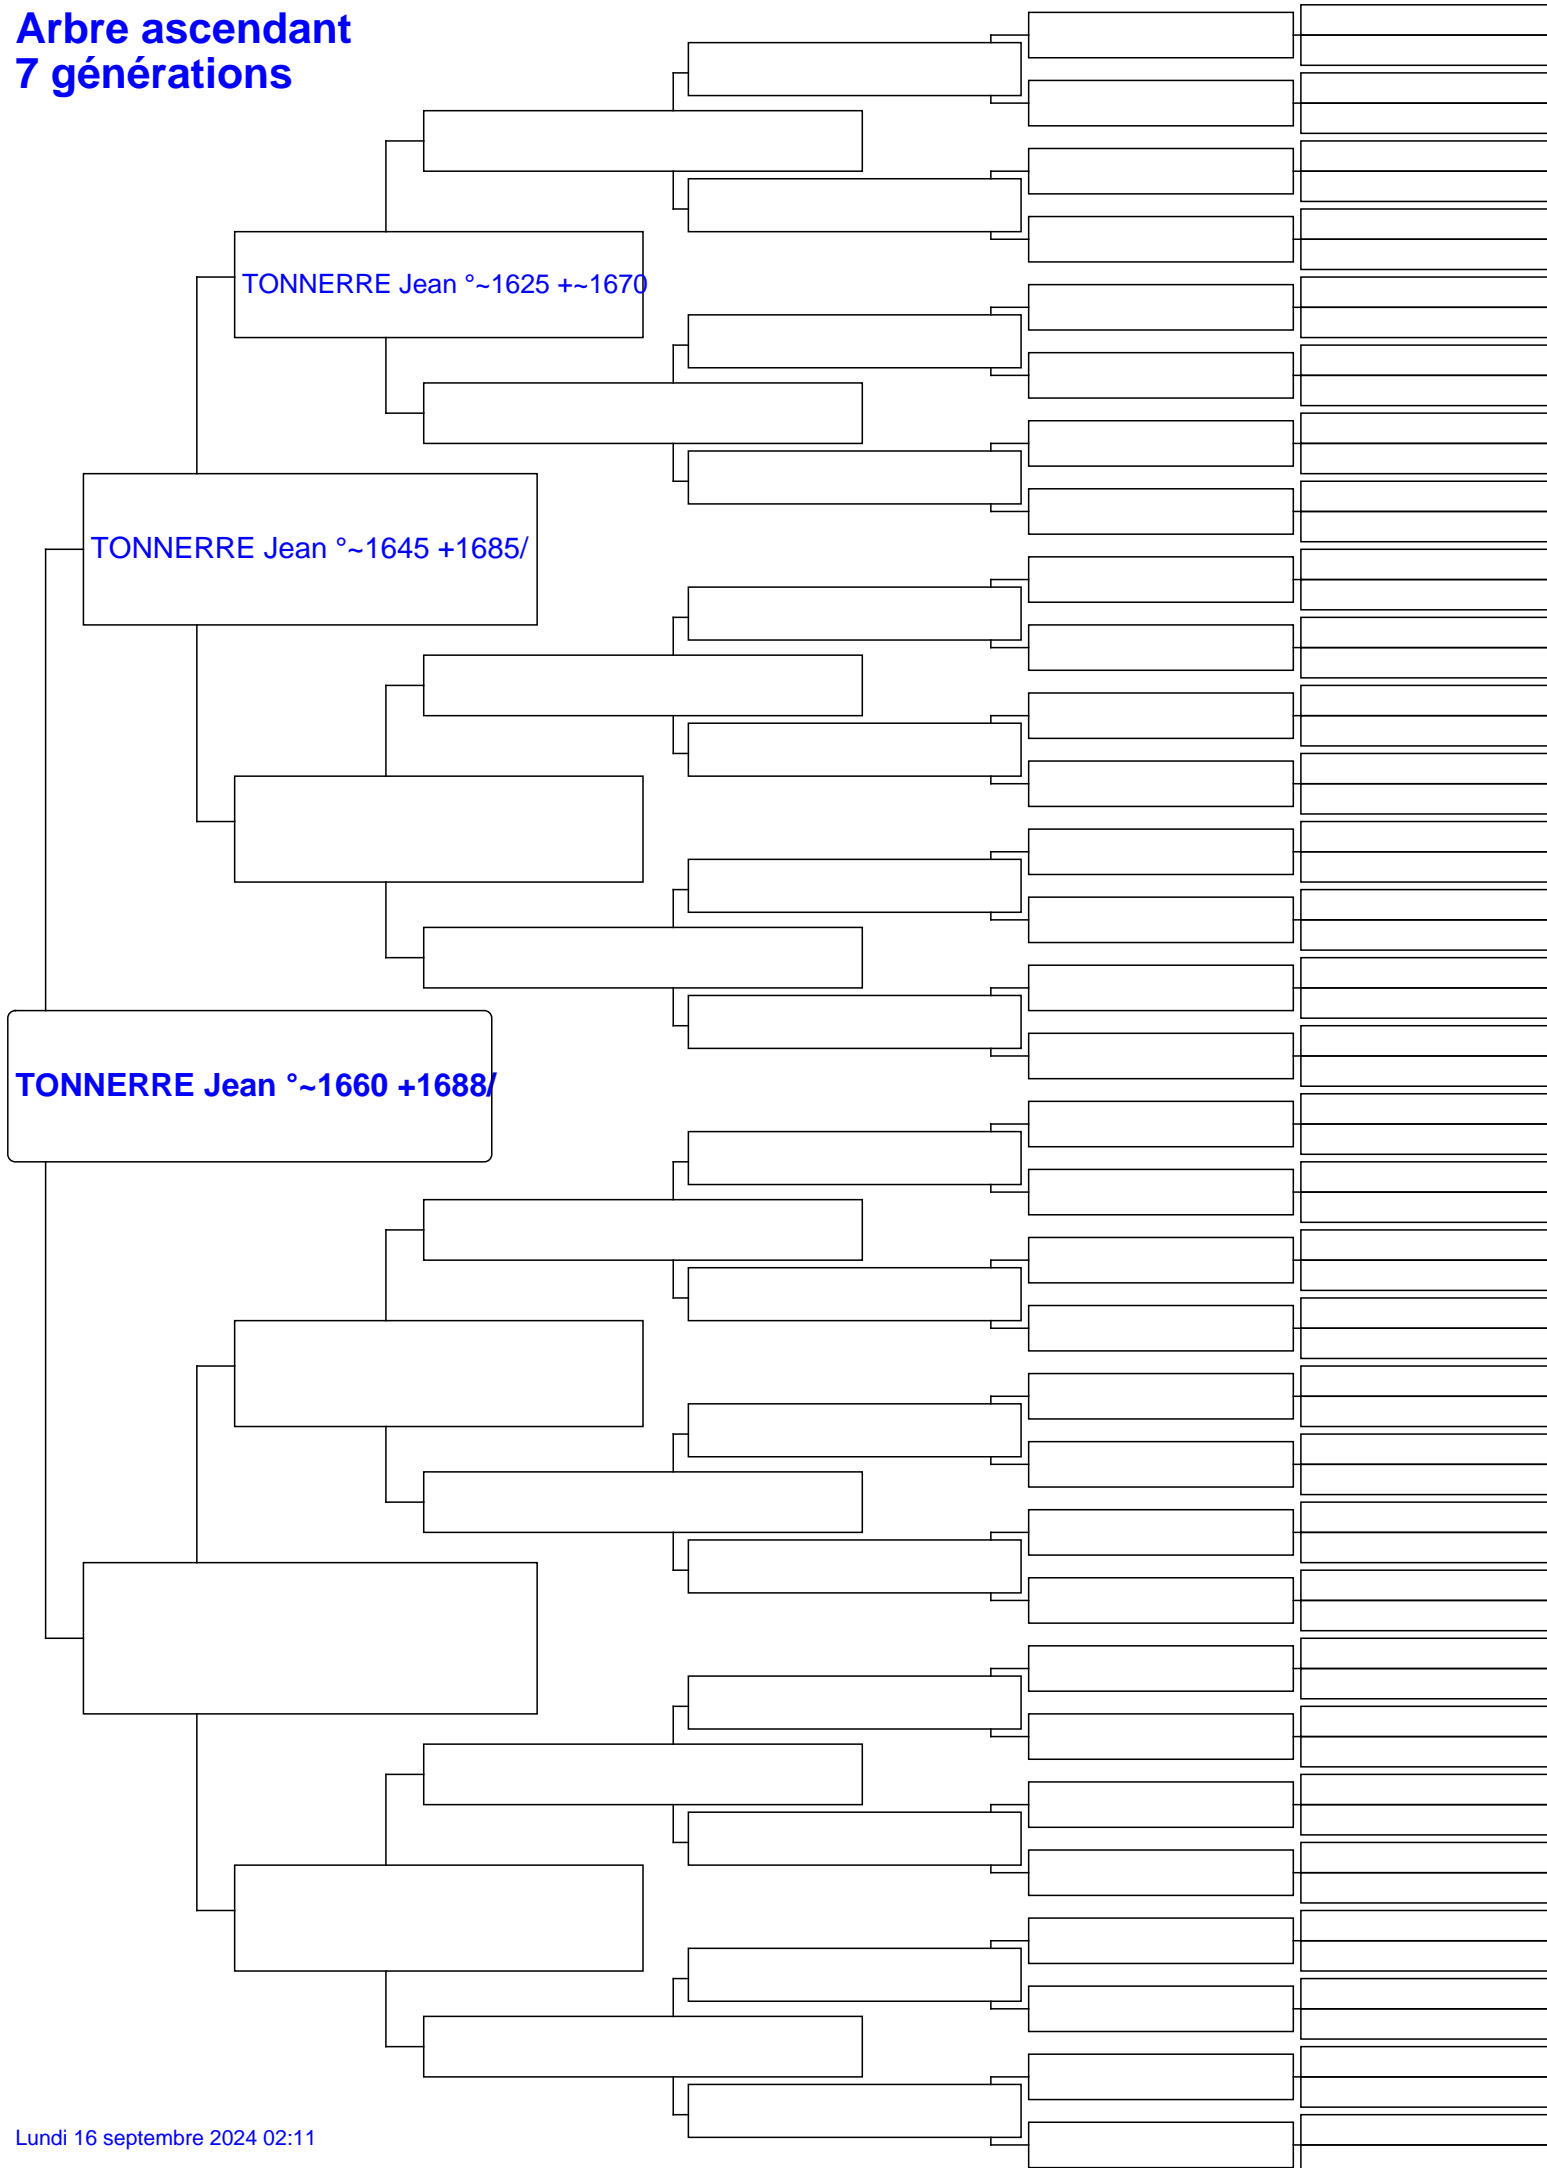 Arbre ascendant
7 générations
TONNERRE Jean °~1625 +~1670
TONNERRE Jean °~1645 +1685/
TONNERRE Jean °~1660 +1688/
Lundi 16 septembre 2024 02:11